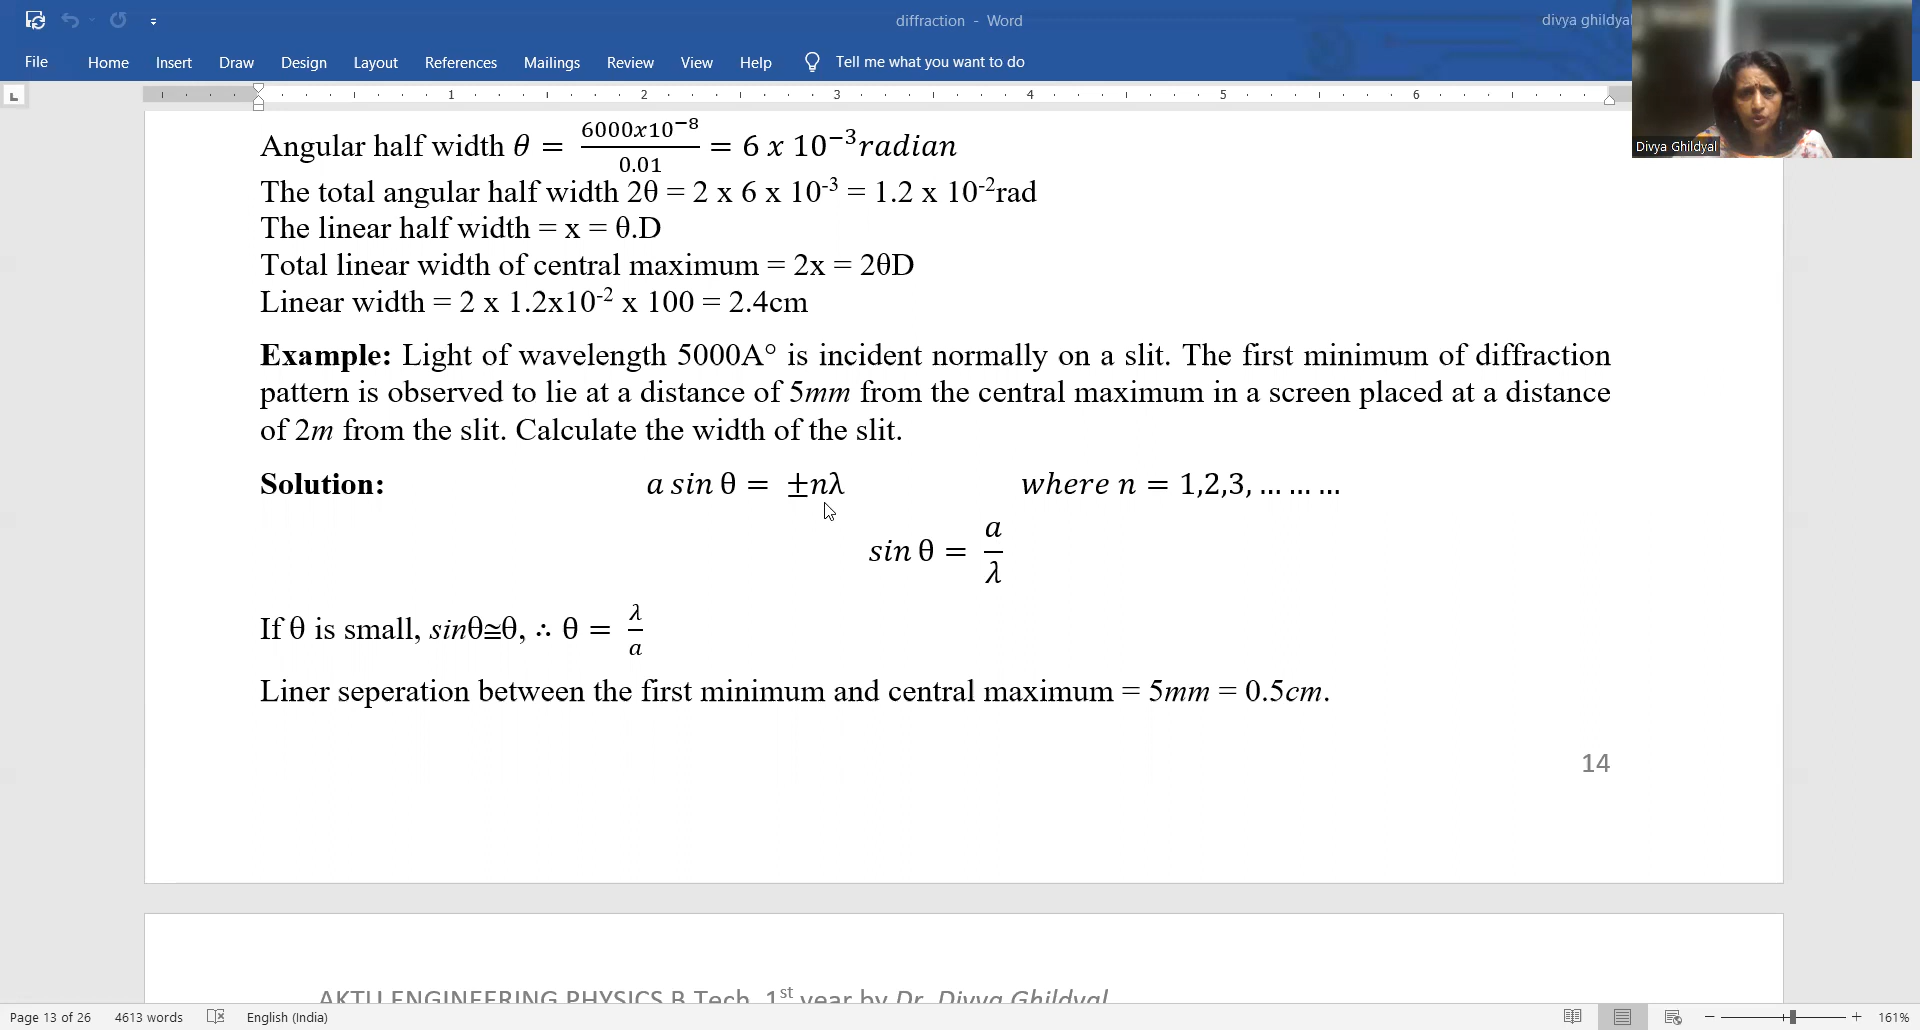 diffraction - Word
divya ghildyal
File Home Insert Draw Design Layout References Mailings Review View Help Tell me what you want to do
1 2 3 4 5 6
Divya Ghildyal
Angular half width θ = 6000x10⁻⁸/0.01 = 6 x 10⁻³radian
The total angular half width 2θ = 2 x 6 x 10⁻³ = 1.2 x 10⁻²rad
The linear half width = x = θ.D
Total linear width of central maximum = 2x = 2θD
Linear width = 2 x 1.2x10⁻² x 100 = 2.4cm
Example: Light of wavelength 5000A° is incident normally on a slit. The first minimum of diffraction
pattern is observed to lie at a distance of 5mm from the central maximum in a screen placed at a distance
of 2m from the slit. Calculate the width of the slit.
Solution: a sin θ = ±nλ where n = 1,2,3, ... ... ...
sin θ = a/λ
If θ is small, sinθ≅θ, ∴ θ = λ/a
Liner seperation between the first minimum and central maximum = 5mm = 0.5cm.
14
AKTU ENGINEERING PHYSICS B.Tech. 1st year by Dr. Divya Ghildyal
Page 13 of 26 4613 words English (India) 161%